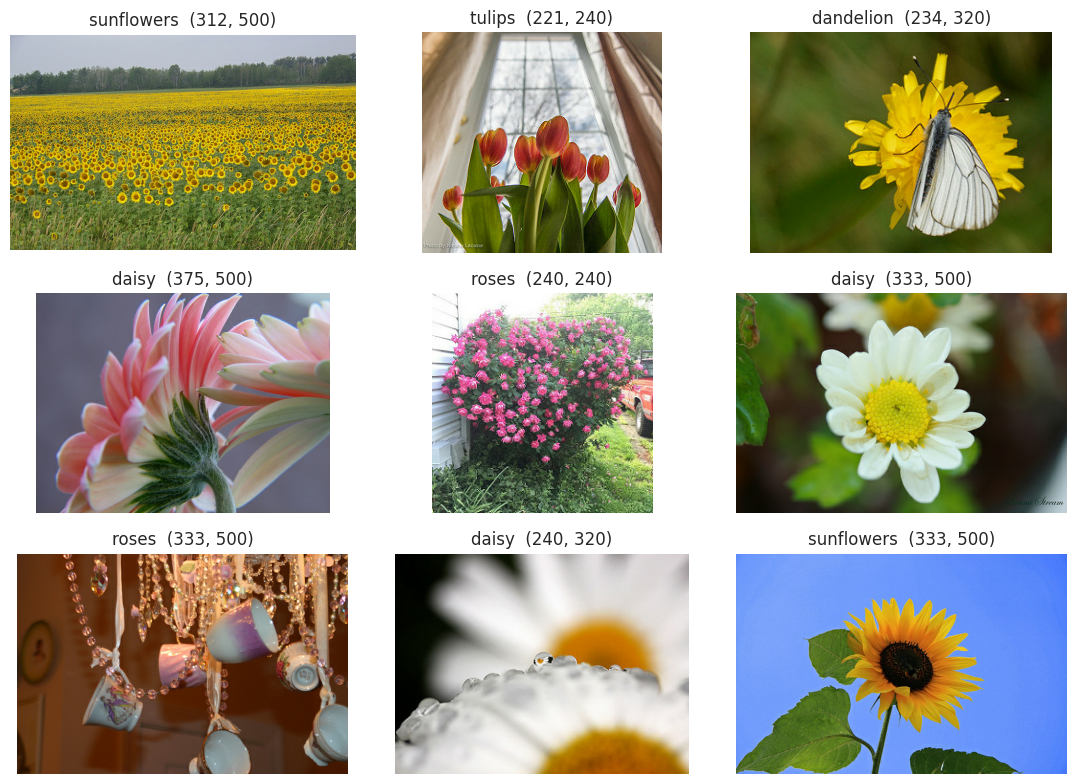 sunflowers (312, 500)
tulips (221, 240)
dandelion (234, 320)
daisy (375, 500)
roses (240, 240)
daisy (333, 500)
Stream
roses (333, 500)
daisy (240, 320)
sunflowers (333, 500)